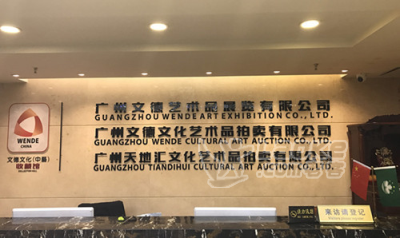 WENDE
CHINA
文德文化(中国)
收藏馆
广州文德艺术品展览有限公司
GUANGZHOU WENDE ART EXHIBITION CO., LTD.
广州文德文化艺术品拍卖有限公司
GUANGZHOU WENDE CULTURAL ART AUCTION CO., LTD.
广州天地汇文化艺术品拍卖有限公司
GUANGZHOU TIANDIHUI CULTURAL ART AUCTION CO., LTD.
来访请登记